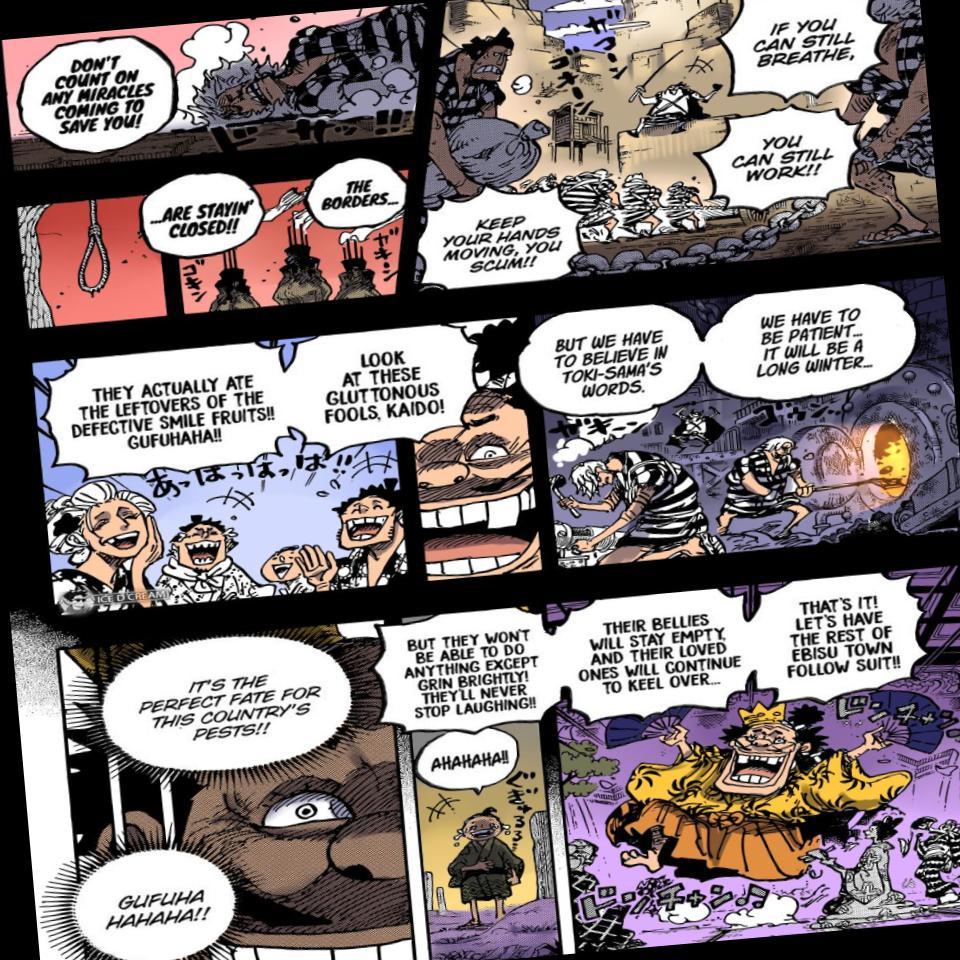 IF YOU
CAN STILL
BREATHE,
YOU
CAN STILL
WORK!!
KEEP
YOUR HANDS
MOVING, YOU
SCUM!!
DON'T
COUNT ON
ANY MIRACLES
COMING TO
SAVE YOU!
THE
BORDERS...
...ARE STAYIN'
CLOSED!!
WE HAVE TO
BE PATIENT...
IT WILL BE A
LONG WINTER...
BUT WE HAVE
TO BELIEVE IN
TOKI-SAMA'S
WORDS.
LOOK
AT THESE
GLUTTONOUS
FOOLS, KAIDO!
THEY ACTUALLY ATE
THE LEFTOVERS OF THE
DEFECTIVE SMILE FRUITS!!
GUFUHAHA!!
あっはっはっは!!
ICE D CREAM
THAT'S IT!
LET'S HAVE
THE REST OF
EBISU TOWN
FOLLOW SUIT!!
THEIR BELLIES
WILL STAY EMPTY,
AND THEIR LOVED
ONES WILL CONTINUE
TO KEEL OVER...
BUT THEY WON'T
BE ABLE TO DO
ANYTHING EXCEPT
GRIN BRIGHTLY!
THEY'LL NEVER
STOP LAUGHING!!
AHAHAHA!!
IT'S THE
PERFECT FATE FOR
THIS COUNTRY'S
PESTS!!
GUFUHA
HAHAHA!!